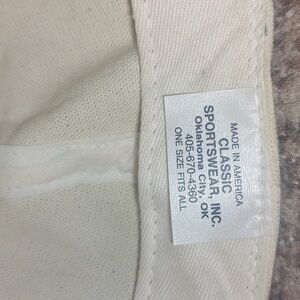 MADE IN AMERICA
CLASSIC
SPORTSWEAR, INC.
Oklahoma City, OK
405-670-4360
ONE SIZE FITS ALL